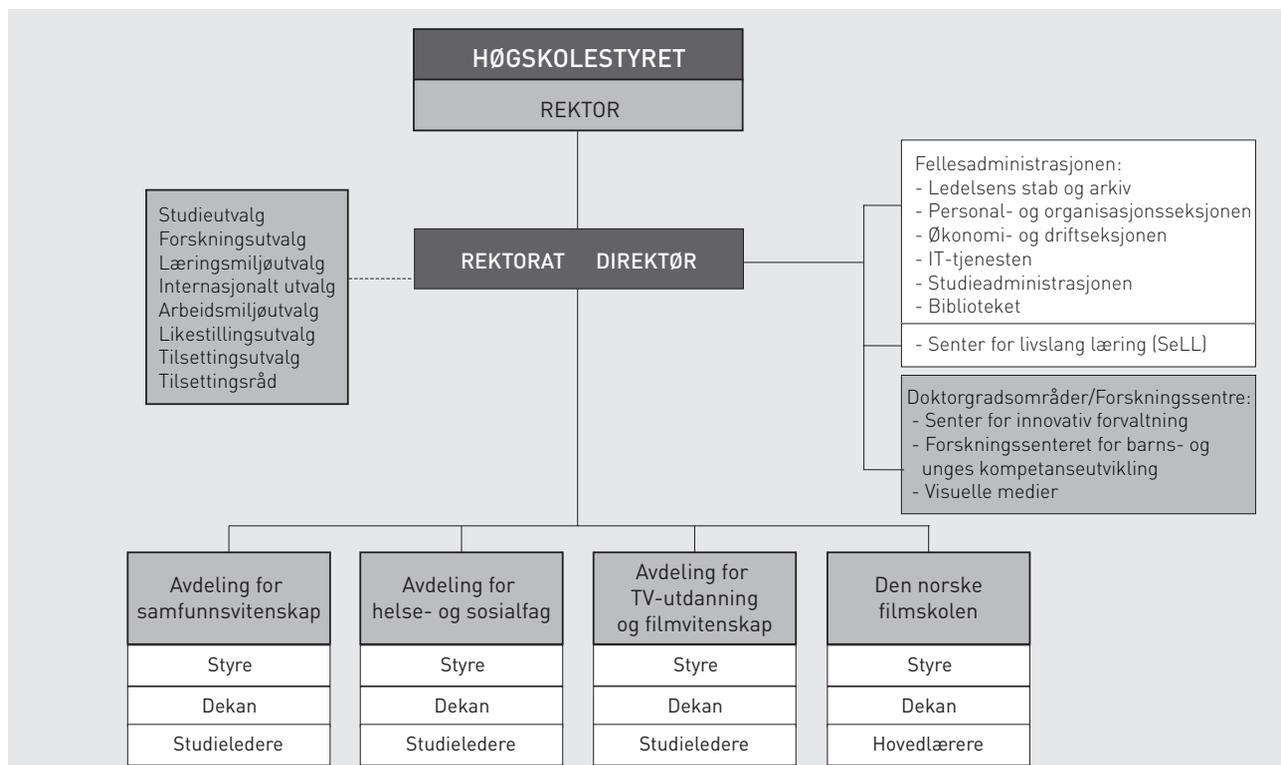 HØGSKOLESTYRET
REKTOR
Studieutvalg
Forskningsutvalg
Læringsmiljøutvalg
Internasjonalt utvalg
Arbeidsmiljøutvalg
Likestillingsutvalg
Tilsettingsutvalg
Tilsettingsråd
REKTORAT DIREKTØR
Fellesadministrasjonen:
- Ledelsens stab og arkiv
- Personal- og organisasjonsseksjonen
- Økonomi- og driftseksjonen
- IT-tjenesten
- Studieadministrasjonen
- Biblioteket
- Senter for livslang læring (SeLL)
Doktorgradsområder/Forskningssentre:
- Senter for innovativ forvaltning
- Forskningssenteret for barns- og
unges kompetanseutvikling
- Visuelle medier
Avdeling for
samfunnsvitenskap
Styre
Dekan
Studieledere
Avdeling for
helse- og sosialfag
Styre
Dekan
Studieledere
Avdeling for
TV-utdanning
og filmvitenskap
Styre
Dekan
Studieledere
Den norske
filmskolen
Styre
Dekan
Hovedlærere